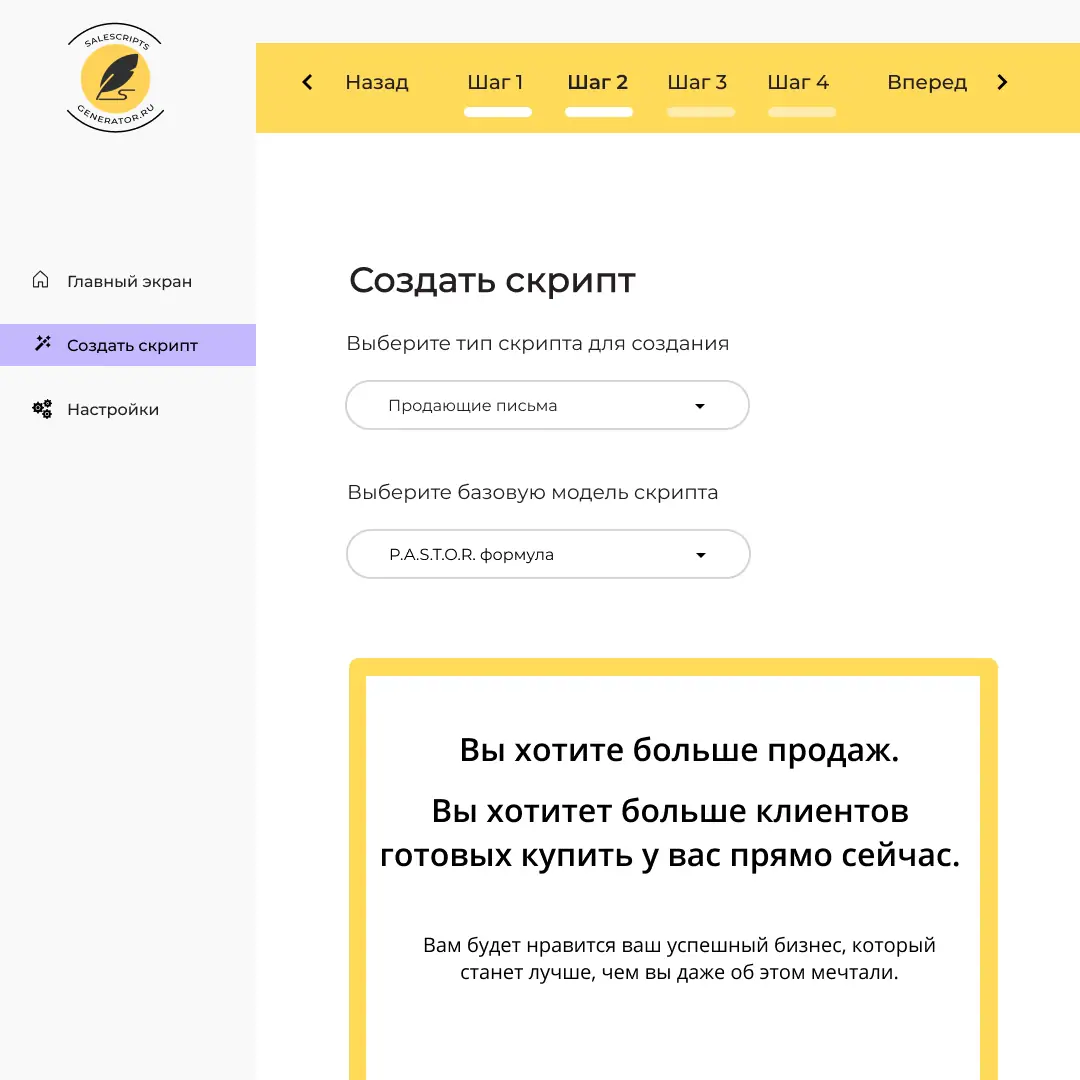 SALESCRIPTS
GENERATOR.RU
Назад Шаг 1 Шаг 2 Шаг 3 Шаг 4 Вперед
Главный экран
Создать скрипт
Настройки
Создать скрипт
Выберите тип скрипта для создания
Продающие письма
Выберите базовую модель скрипта
P.A.S.T.O.R. формула
Вы хотите больше продаж.
Вы хотитет больше клиентов
готовых купить у вас прямо сейчас.
Вам будет нравится ваш успешный бизнес, который
станет лучше, чем вы даже об этом мечтали.